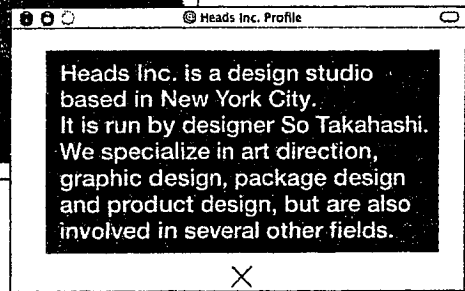 @ Heads Inc. Profile
Heads Inc. is a design studio
based in New York City.
It is run by designer So Takahashi.
We specialize in art direction,
graphic design, package design
and product design, but are also
involved in several other fields.